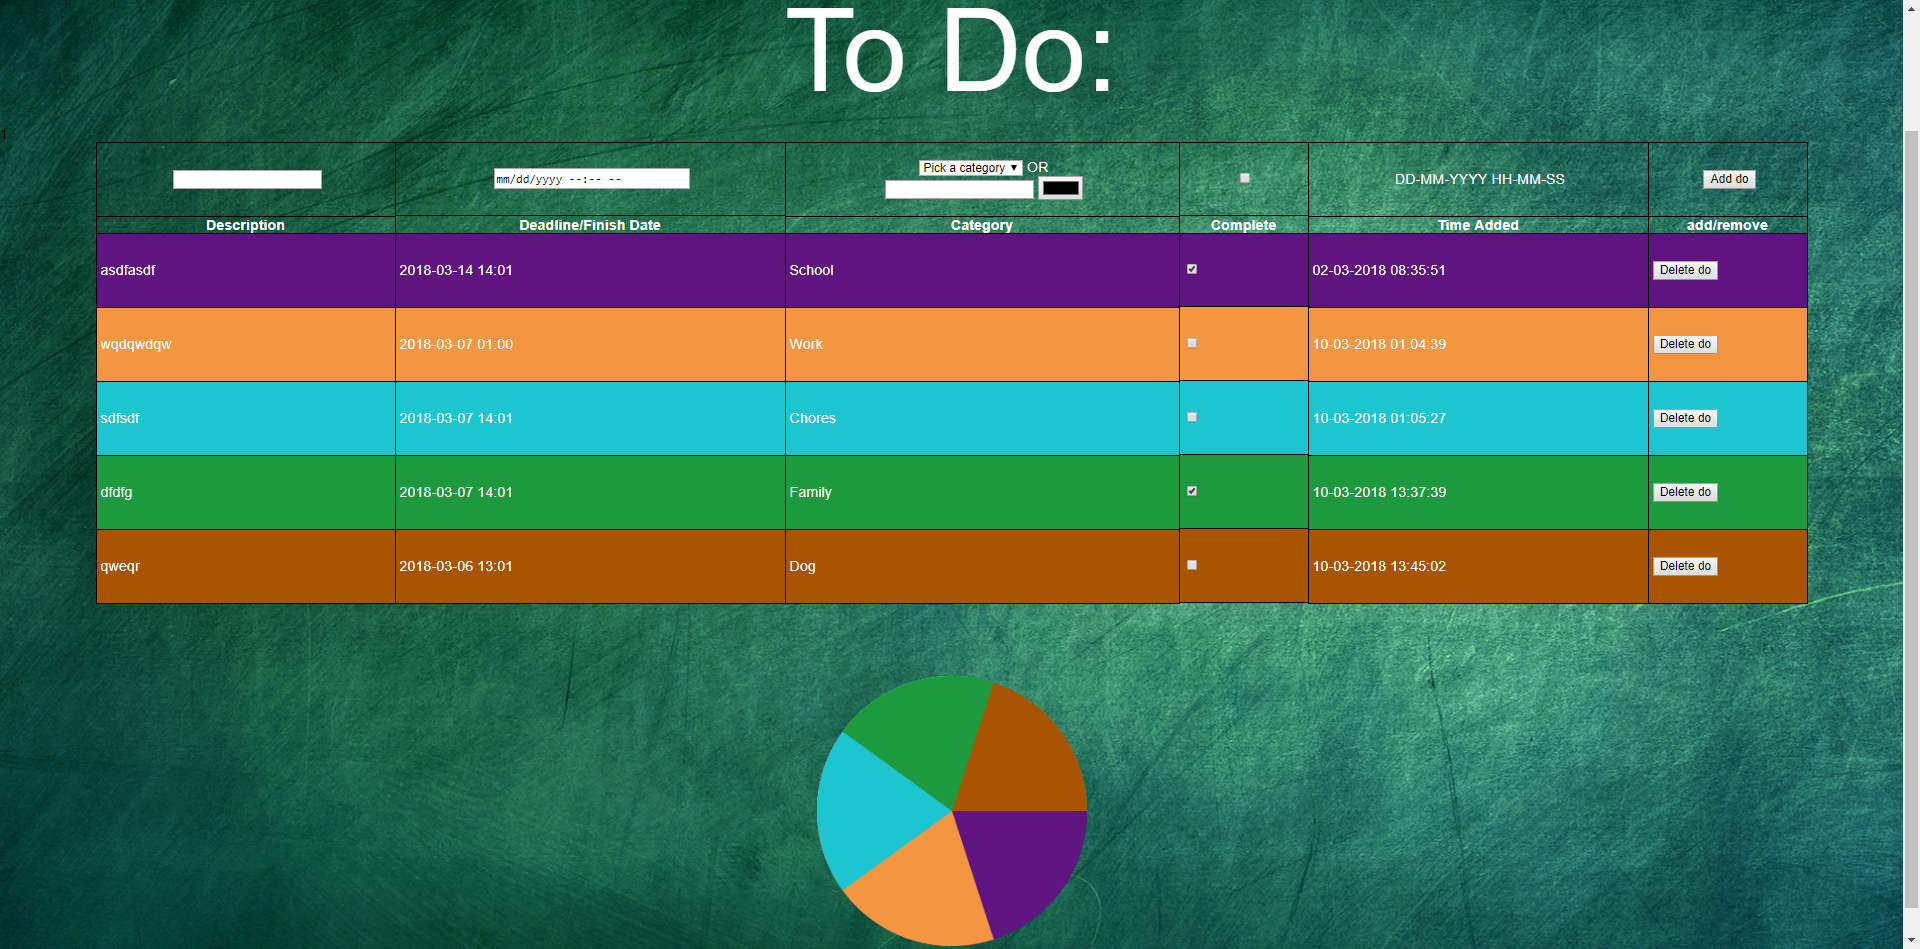 To Do:
1
Pick a category OR
mm/dd/yyyy --:-- -- DD-MM-YYYY HH-MM-SS Add do
Description Deadline/Finish Date Category Complete Time Added add/remove
asdfasdf 2018-03-14 14:01 School 02-03-2018 08:35:51 Delete do
wqdqwdqw 2018-03-07 01:00 Work 10-03-2018 01:04:39 Delete do
sdfsdf 2018-03-07 14:01 Chores 10-03-2018 01:05:27 Delete do
dfdfg 2018-03-07 14:01 Family 10-03-2018 13:37:39 Delete do
qweqr 2018-03-06 13:01 Dog 10-03-2018 13:45:02 Delete do